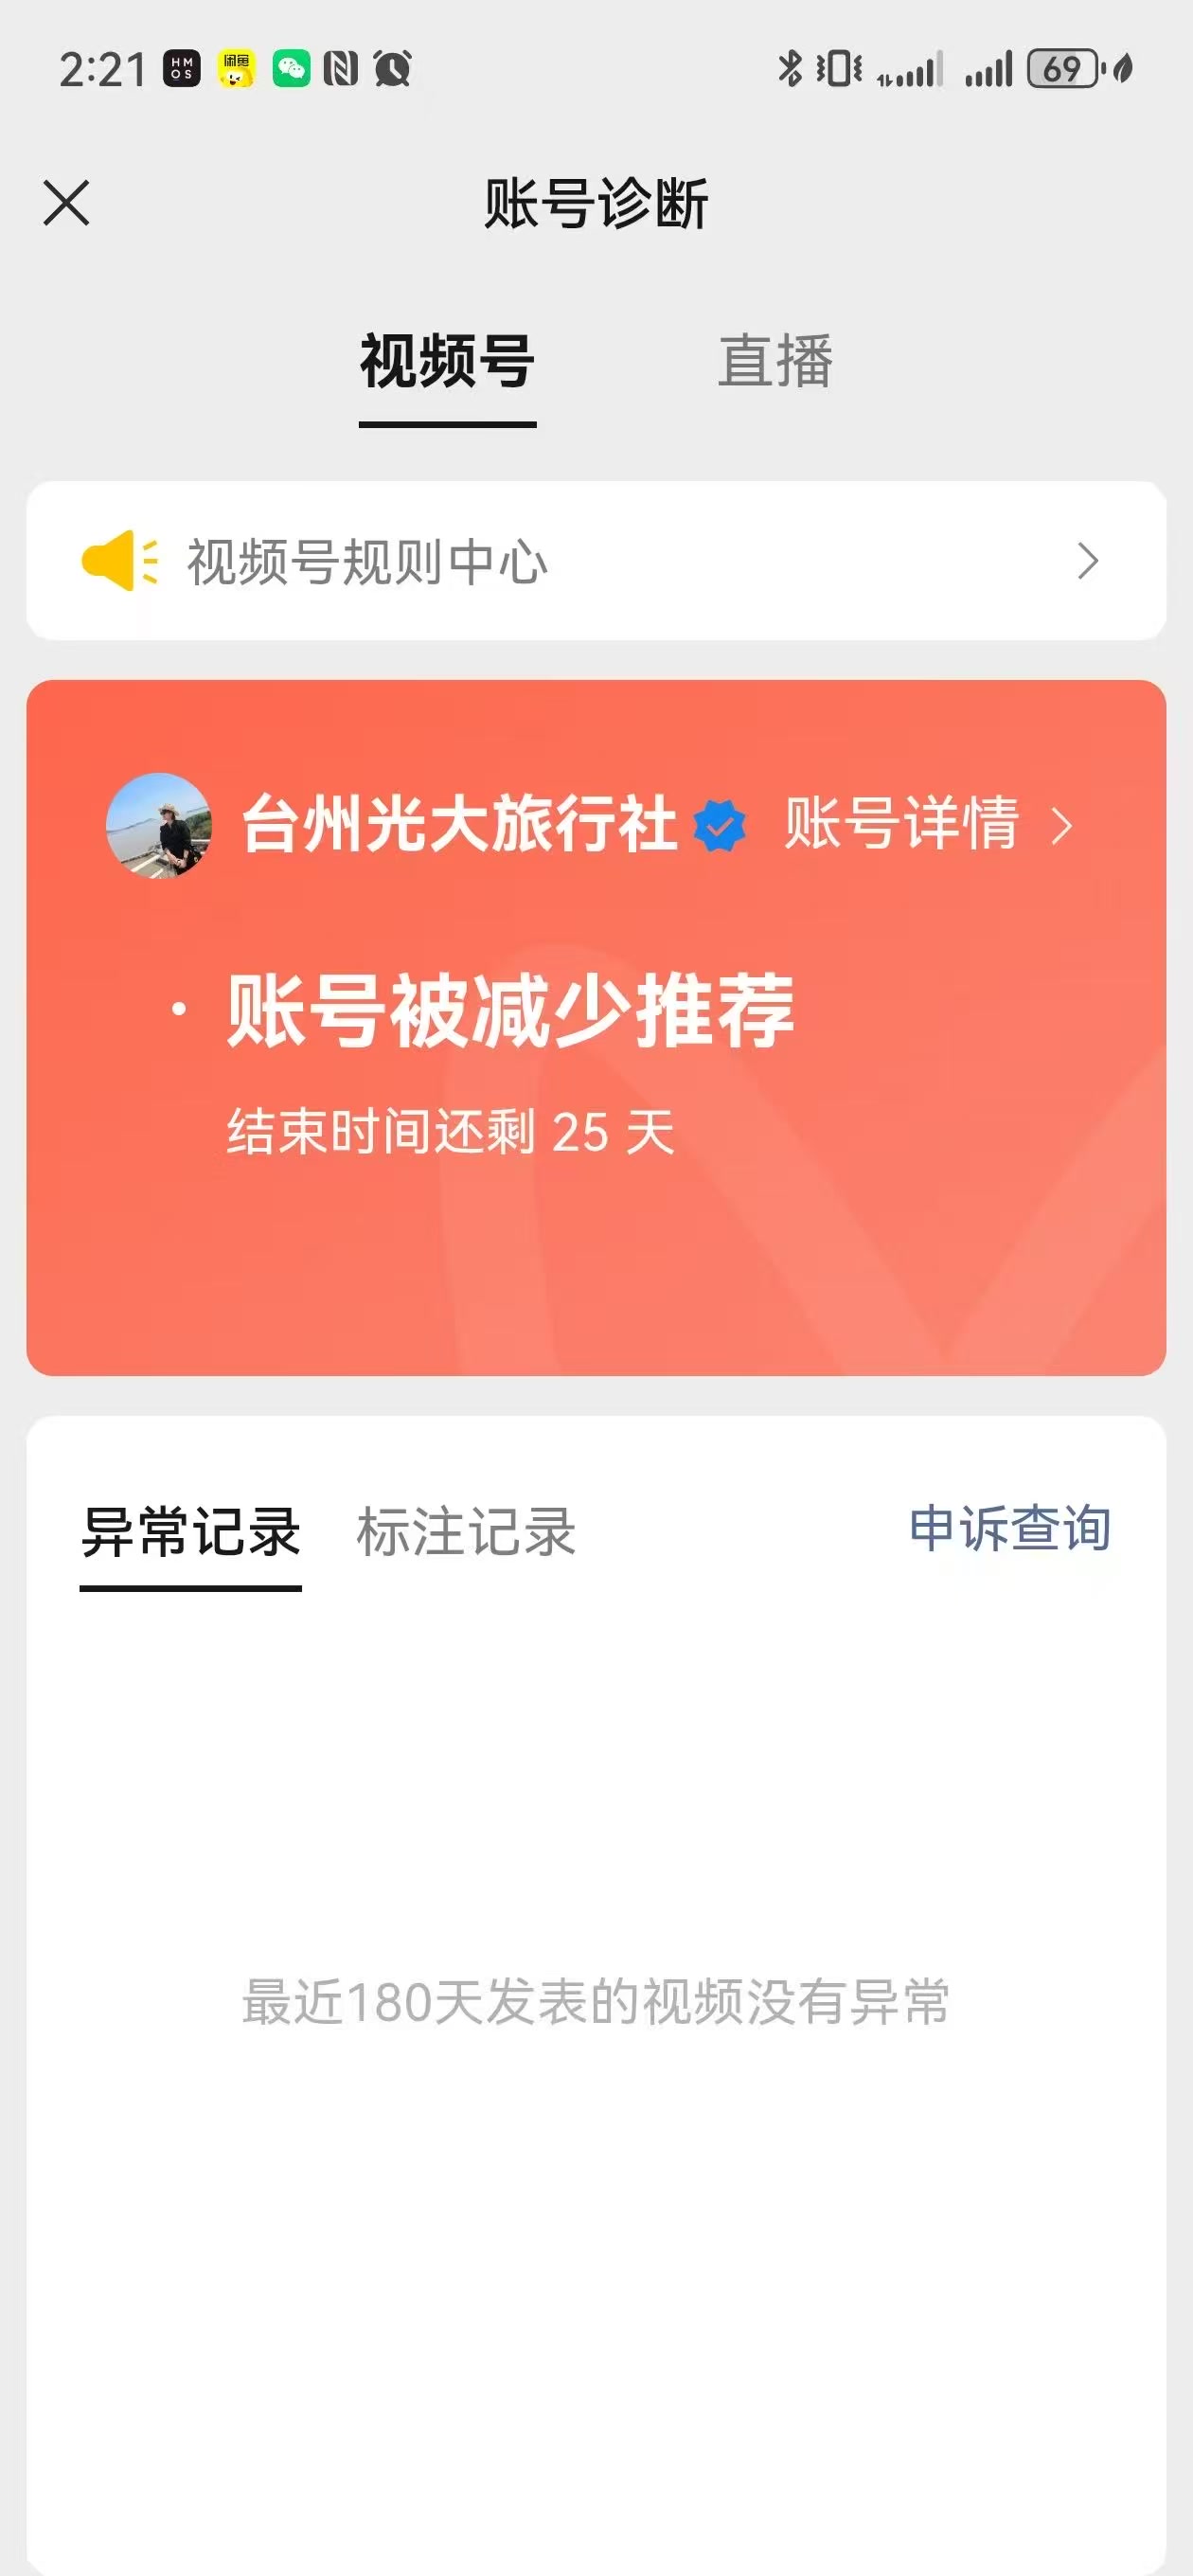 2:21 HMOS 闲鱼 69
账号诊断
视频号 直播
视频号规则中心
台州光大旅行社 账号详情
· 账号被减少推荐
结束时间还剩 25 天
异常记录 标注记录 申诉查询
最近180天发表的视频没有异常